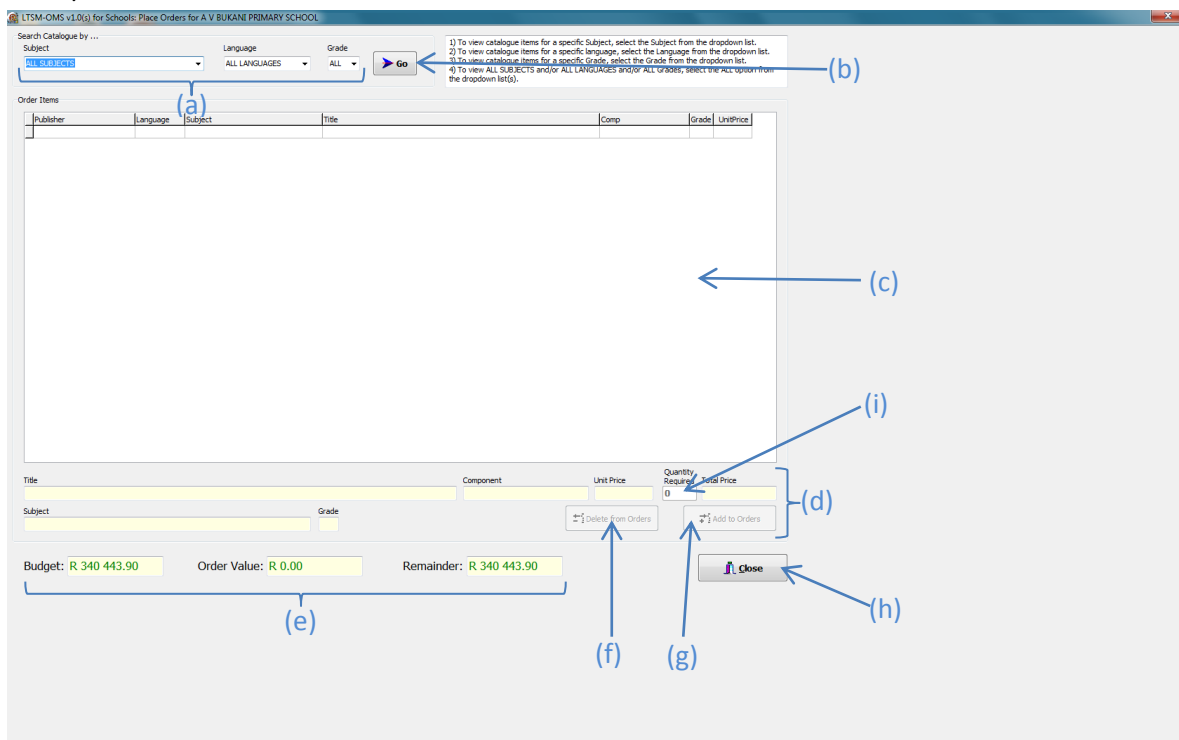 LTSM-OMS v1.0(s) for Schools: Place Orders for A V BUKANI PRIMARY SCHOOL
Search Catalogue by ...
Subject Language Grade
ALL SUBJECTS ALL LANGUAGES ALL Go
1) To view catalogue items for a specific Subject, select the Subject from the dropdown list.
2) To view catalogue items for a specific language, select the Language from the dropdown list.
3) To view catalogue items for a specific Grade, select the Grade from the dropdown list.
4) To view ALL SUBJECTS and/or ALL LANGUAGES and/or ALL Grades, select the ALL option from
the dropdown list(s).
(b)
(a)
Order Items
Publisher Language Subject Title Comp Grade UnitPrice
(c)
(i)
Title Component Unit Price Quantity Requires Total Price
0
(d)
Subject Grade
Delete from Orders Add to Orders
Budget: R 340 443.90 Order Value: R 0.00 Remainder: R 340 443.90
Close
(h)
(e)
(f) (g)